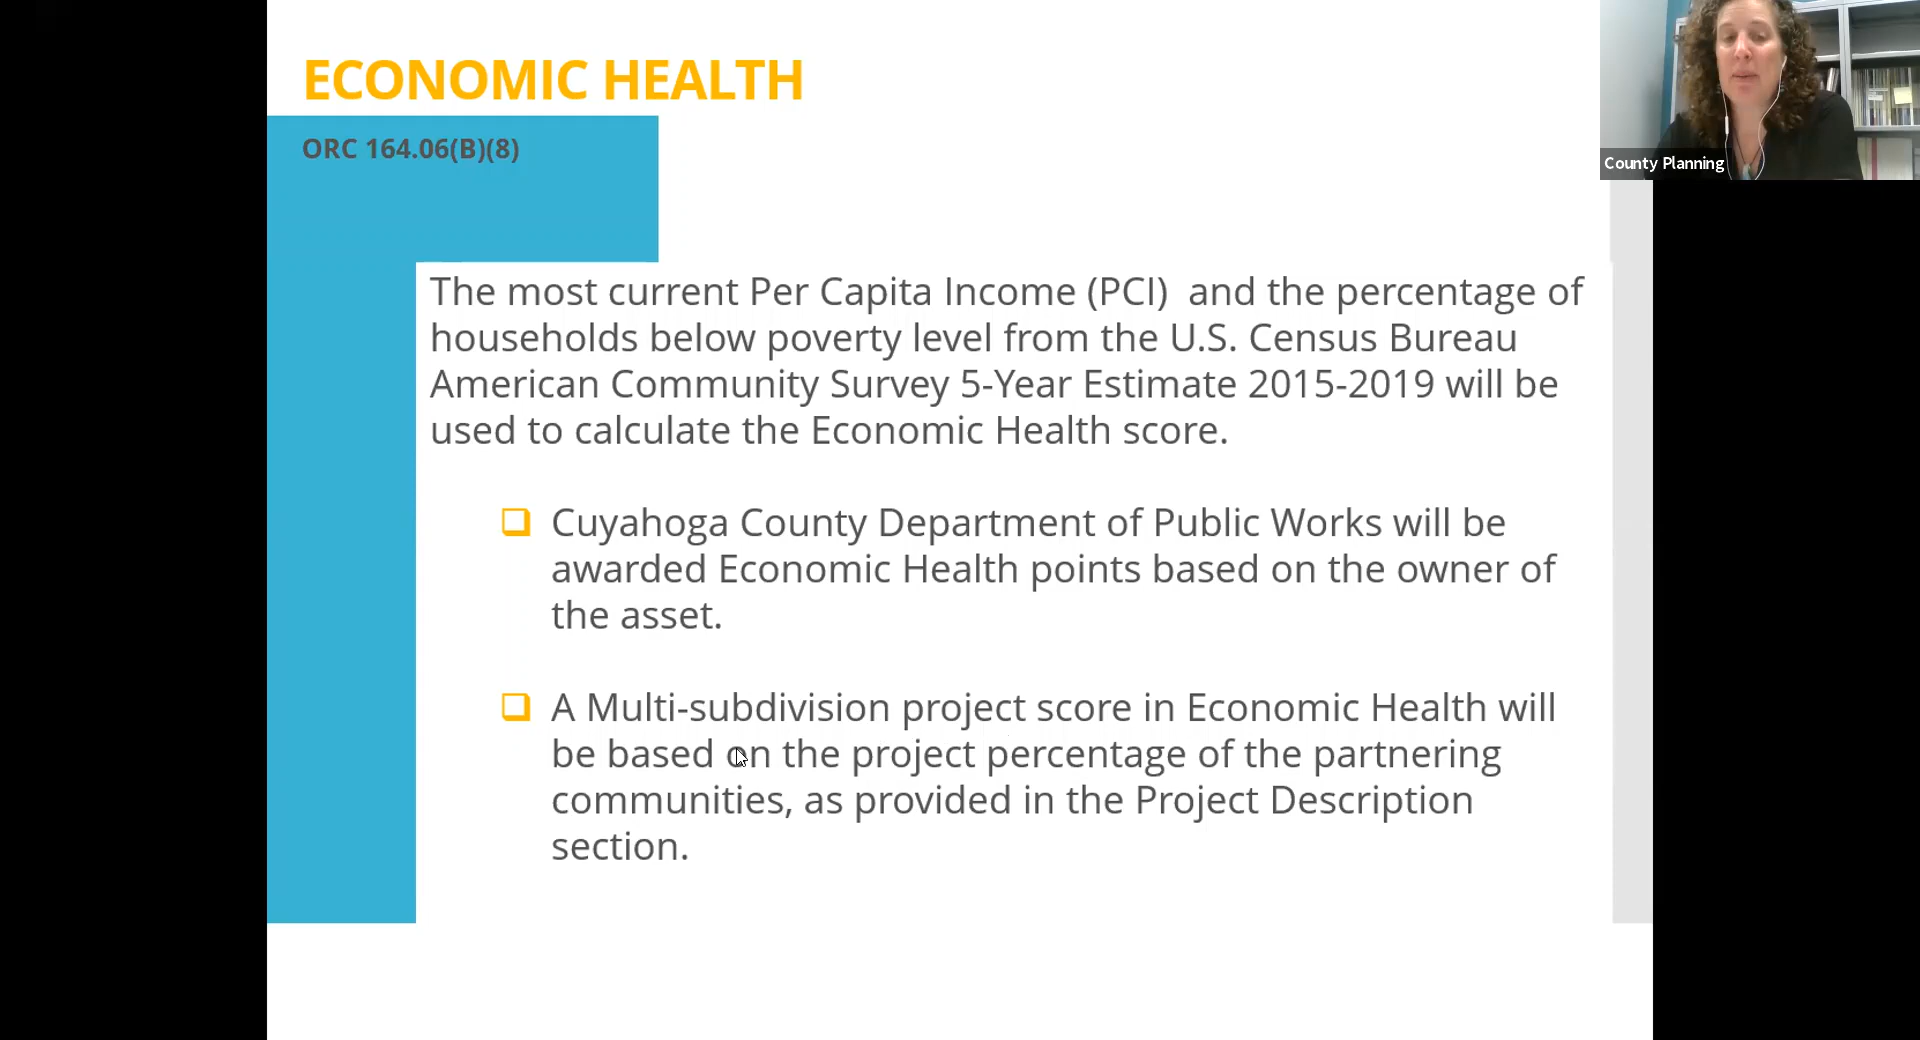 ECONOMIC HEALTH
ORC 164.06(B)(8)
County Planning
The most current Per Capita Income (PCI)  and the percentage of
households below poverty level from the U.S. Census Bureau
American Community Survey 5-Year Estimate 2015-2019 will be
used to calculate the Economic Health score.
Cuyahoga County Department of Public Works will be
awarded Economic Health points based on the owner of
the asset.
A Multi-subdivision project score in Economic Health will
be based on the project percentage of the partnering
communities, as provided in the Project Description
section.